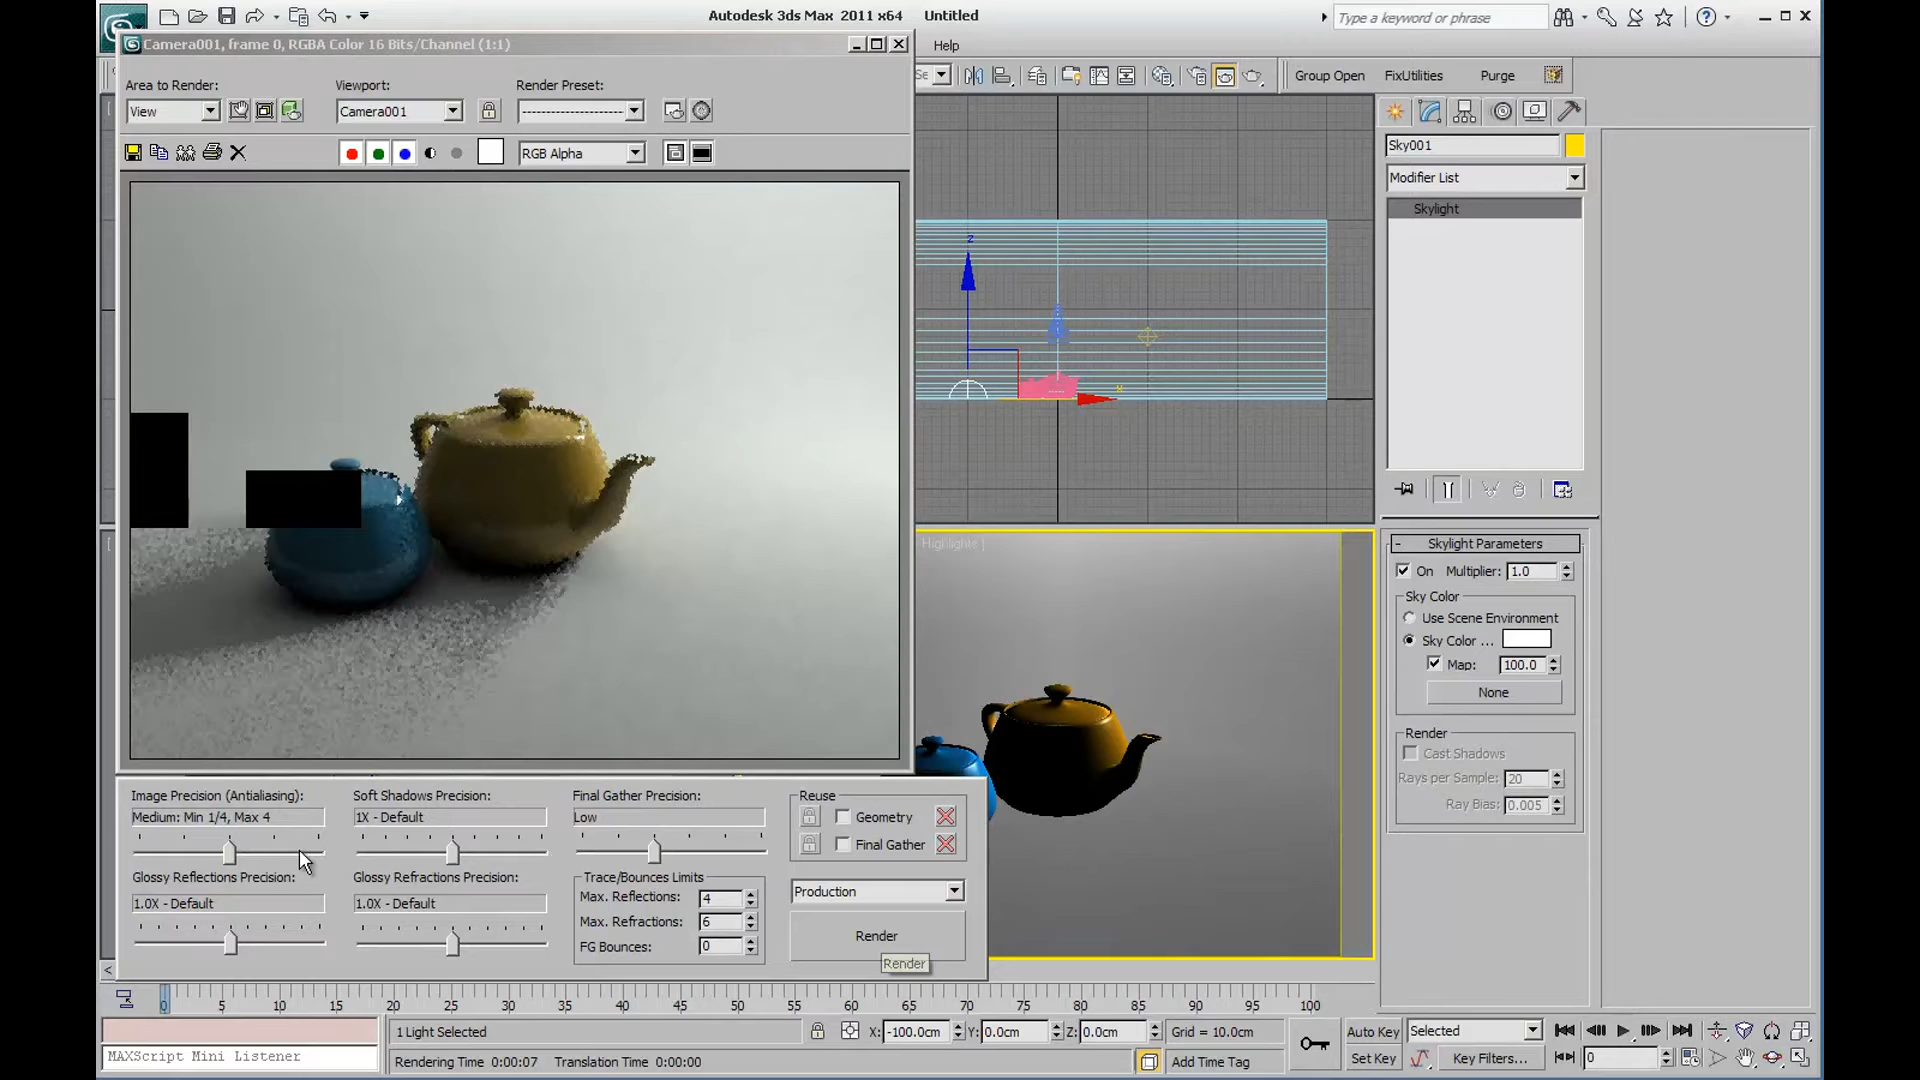 Autodesk 3ds Max 2011 x64 Untitled
Type a keyword or phrase
Camera001, frame 0, RGBA Color 16 Bits/Channel (1:1)
Help
Area to Render:
Viewport:
Render Preset:
View
Camera001
RGB Alpha
Se
Group Open
FixUtilities
Purge
Sky001
Modifier List
Skylight
z
x
Highlights ]
Skylight Parameters
On Multiplier: 1.0
Sky Color
Use Scene Environment
Sky Color ...
Map: 100.0
None
Render
Cast Shadows
Rays per Sample: 20
Ray Bias: 0.005
Image Precision (Antialiasing):
Medium: Min 1/4, Max 4
Soft Shadows Precision:
1X - Default
Final Gather Precision:
Low
Reuse
Geometry
Final Gather
Glossy Reflections Precision:
1.0X - Default
Glossy Refractions Precision:
1.0X - Default
Trace/Bounces Limits
Max. Reflections: 4
Max. Refractions: 6
FG Bounces: 0
Production
Render
Render
0 5 10 15 20 25 30 35 40 45 50 55 60 65 70 75 80 85 90 95 100
1 Light Selected
X: -100.0cm Y: 0.0cm Z: 0.0cm Grid = 10.0cm
Auto Key Selected
MAXScript Mini Listener
Rendering Time 0:00:07 Translation Time 0:00:00
Add Time Tag
Set Key Key Filters... 0